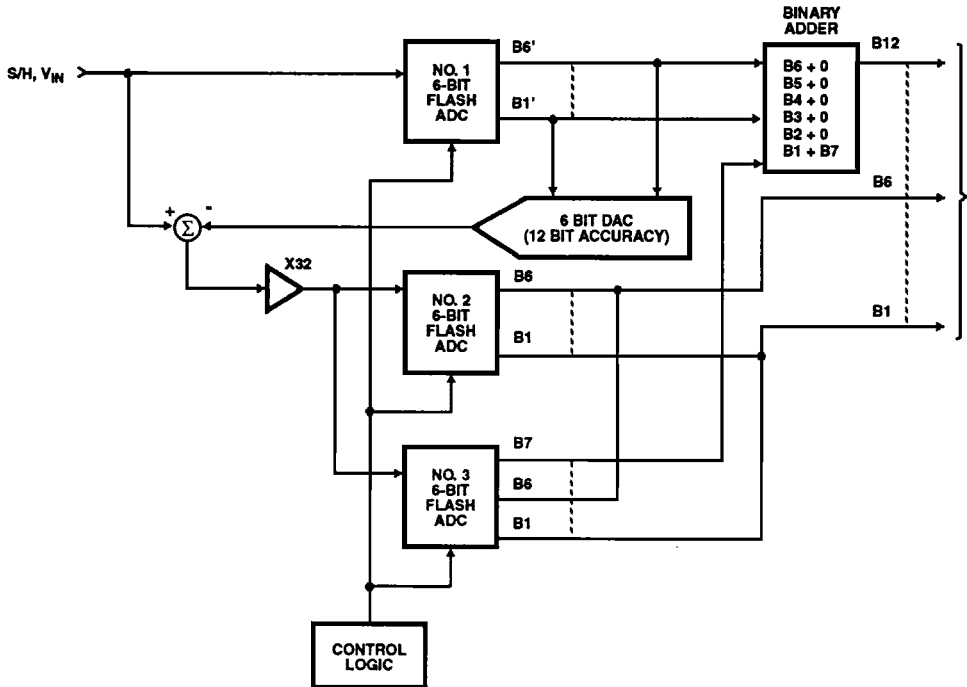 BINARY
ADDER
B12
B6'
S/H, VIN
NO. 1
6-BIT
FLASH
ADC
B1'
B6 + 0
B5 + 0
B4 + 0
B3 + 0
B2 + 0
B1 + B7
B6
+
-
Σ
6 BIT DAC
(12 BIT ACCURACY)
X32
B6
NO. 2
6-BIT
FLASH
ADC
B1
B1
B7
NO. 3
6-BIT
FLASH
ADC
B6
B1
CONTROL
LOGIC